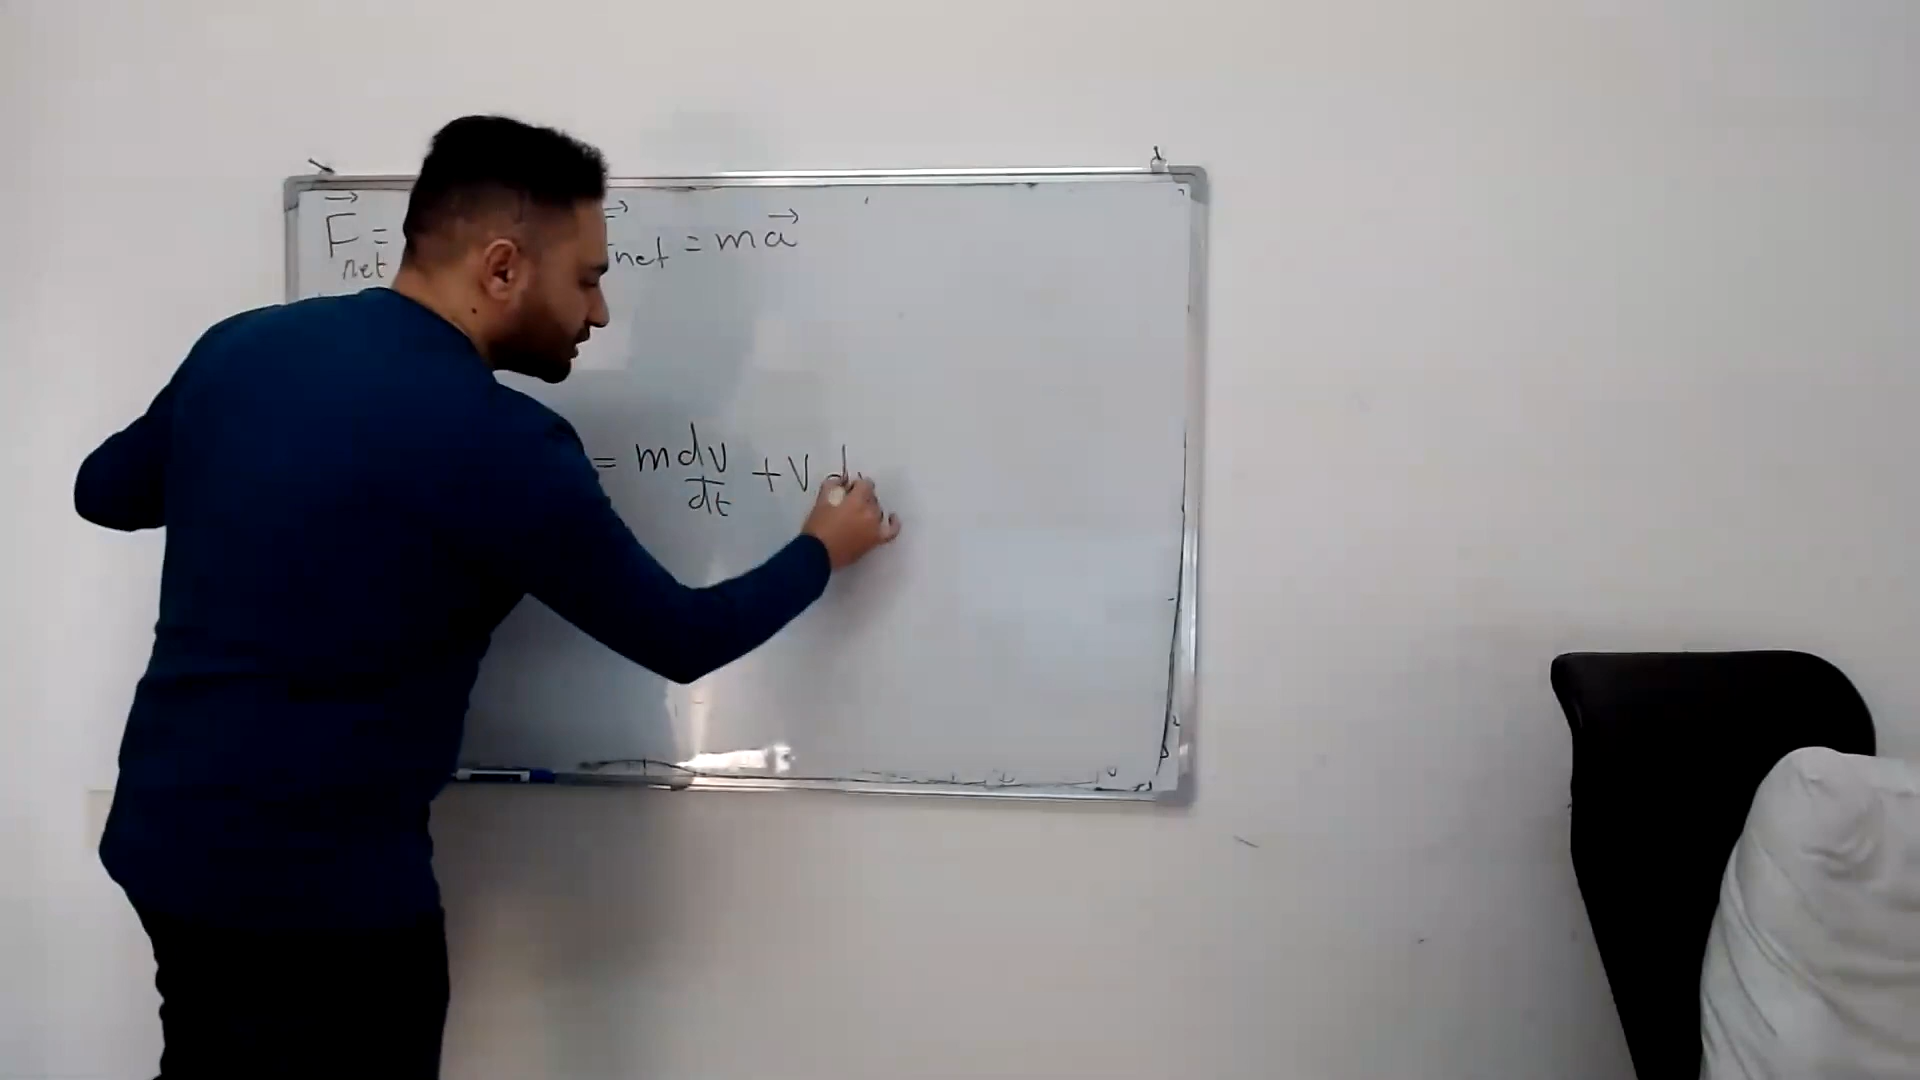 F⃗net = F⃗net = ma⃗
= m dv/dt + v d